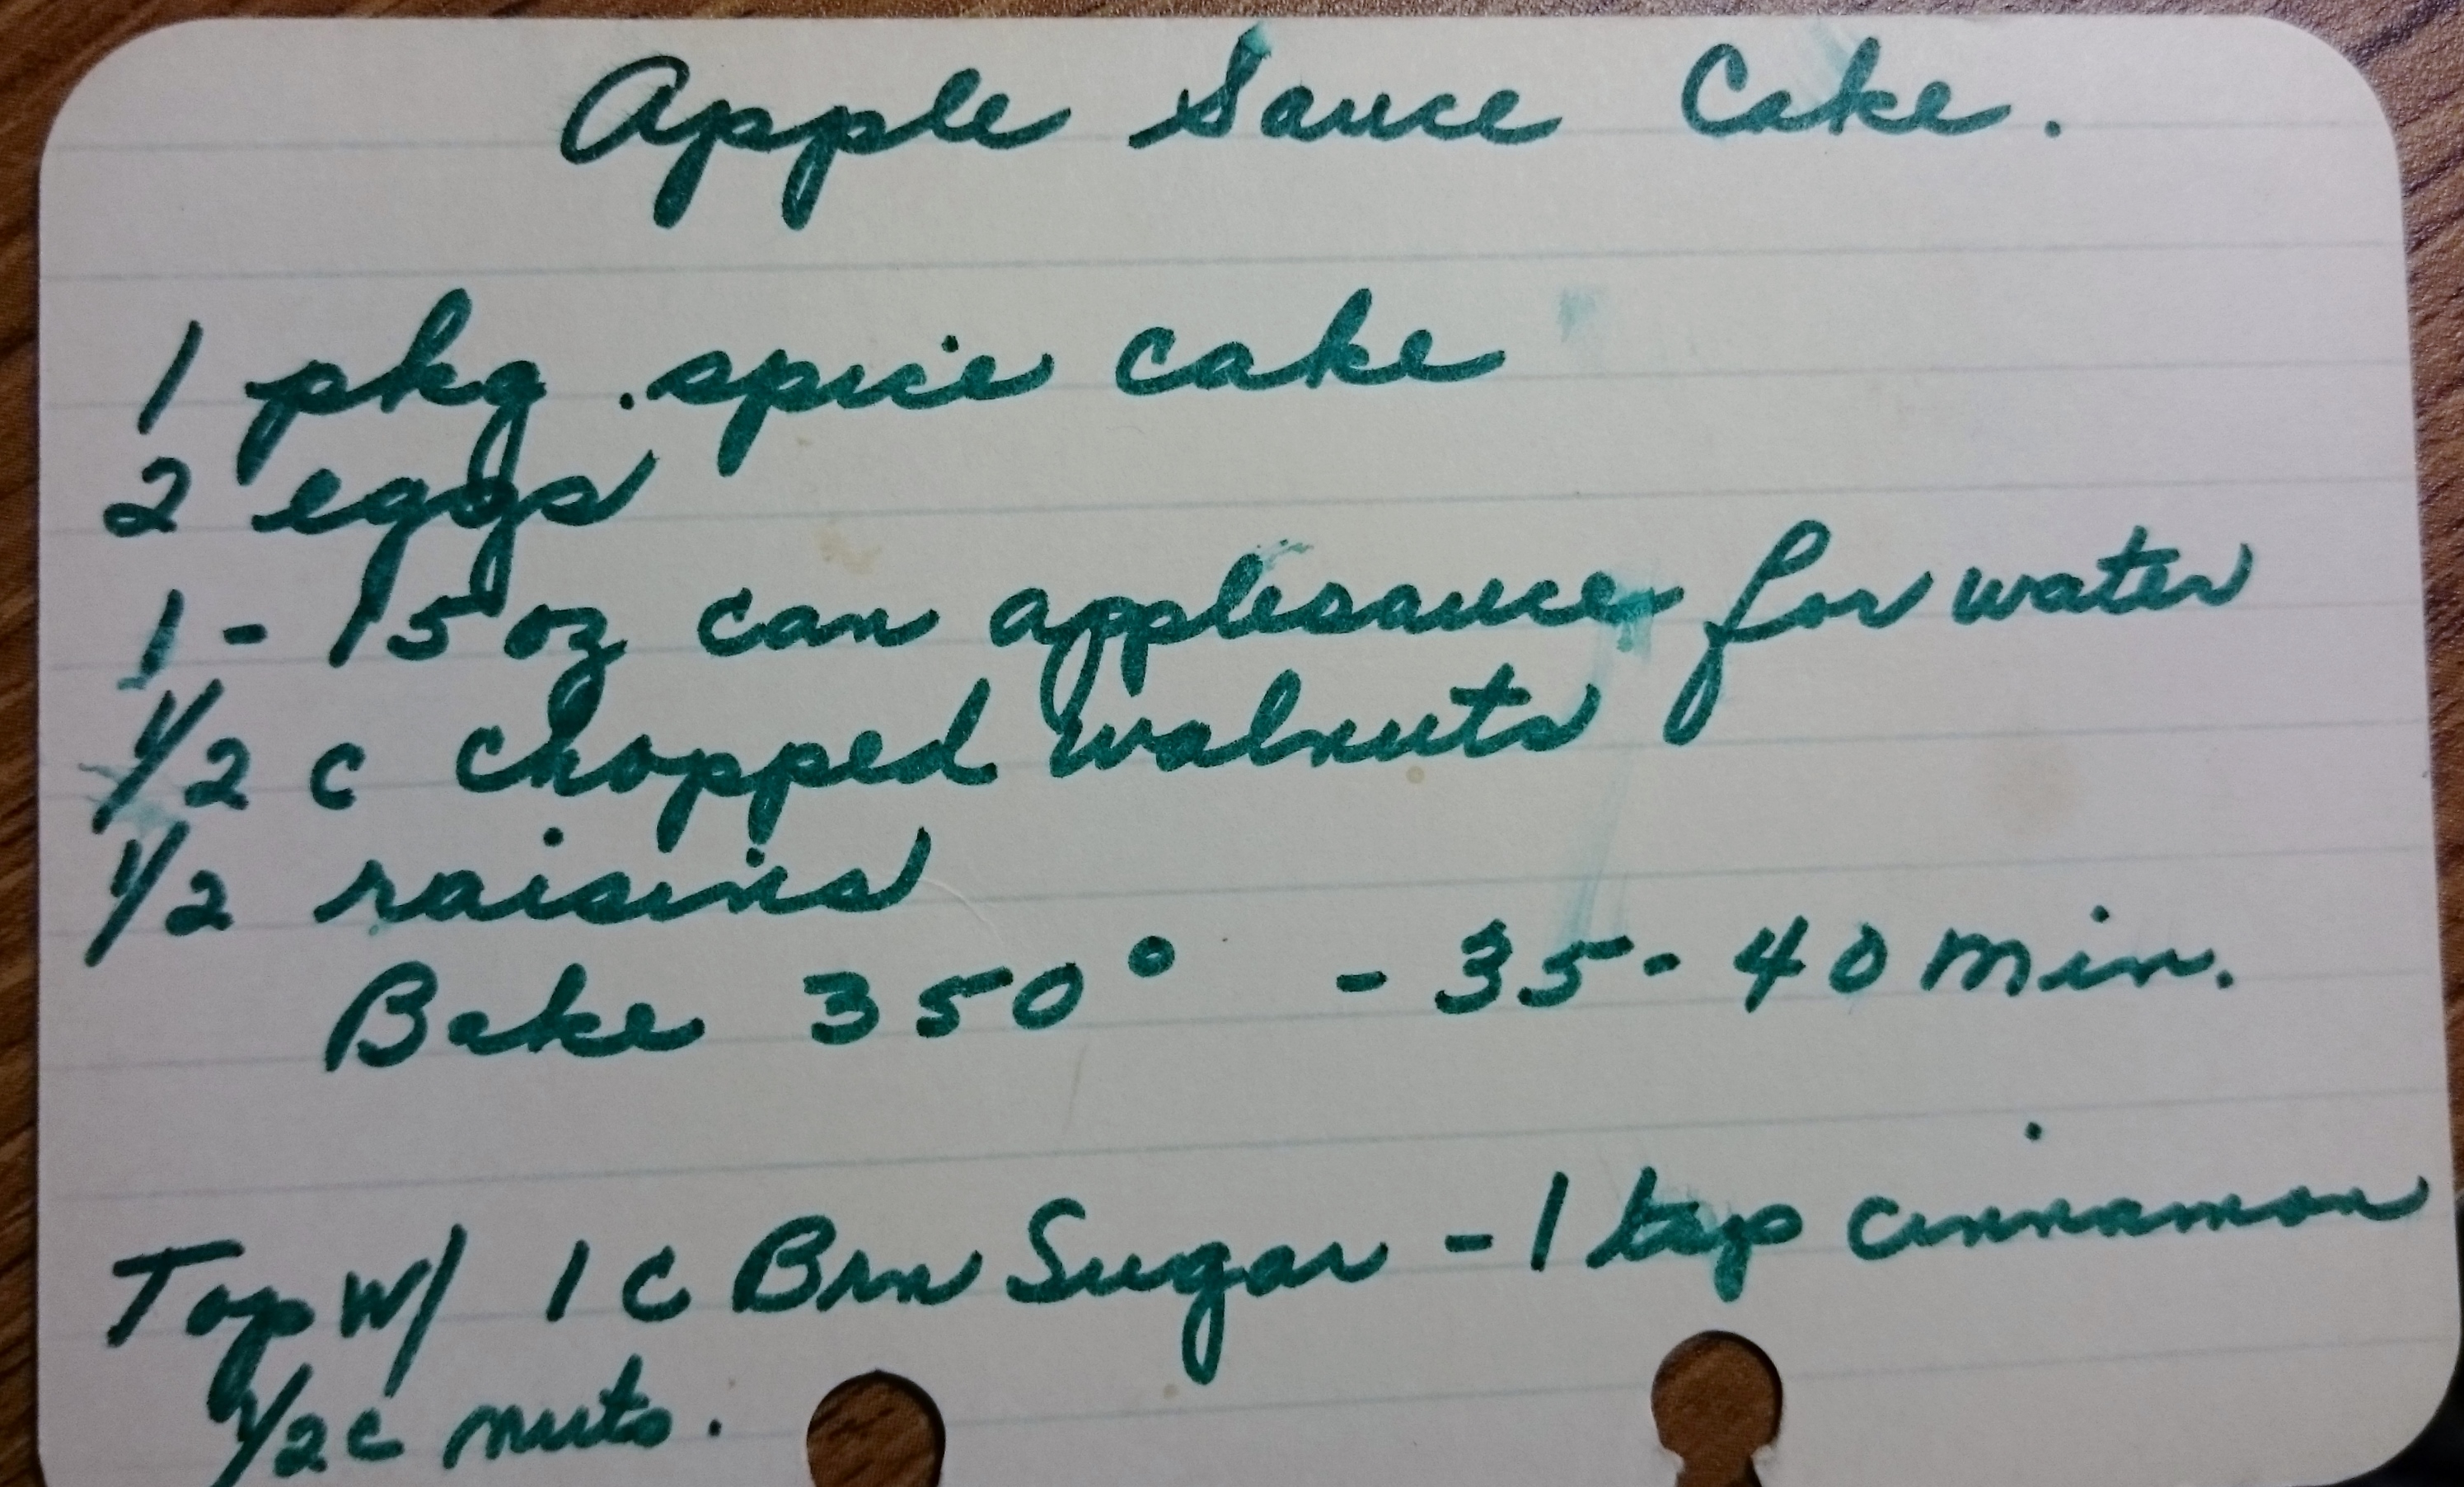 Apple Sauce Cake.
1 pkg. spice cake
2 eggs
1 - 15 oz can applesauce for water
1/2 c chopped walnuts
1/2 raisins
Bake 350° - 35 - 40 min.
Top w/ 1 c Brn Sugar - 1 tsp cinnamon
1/2 c nuts.